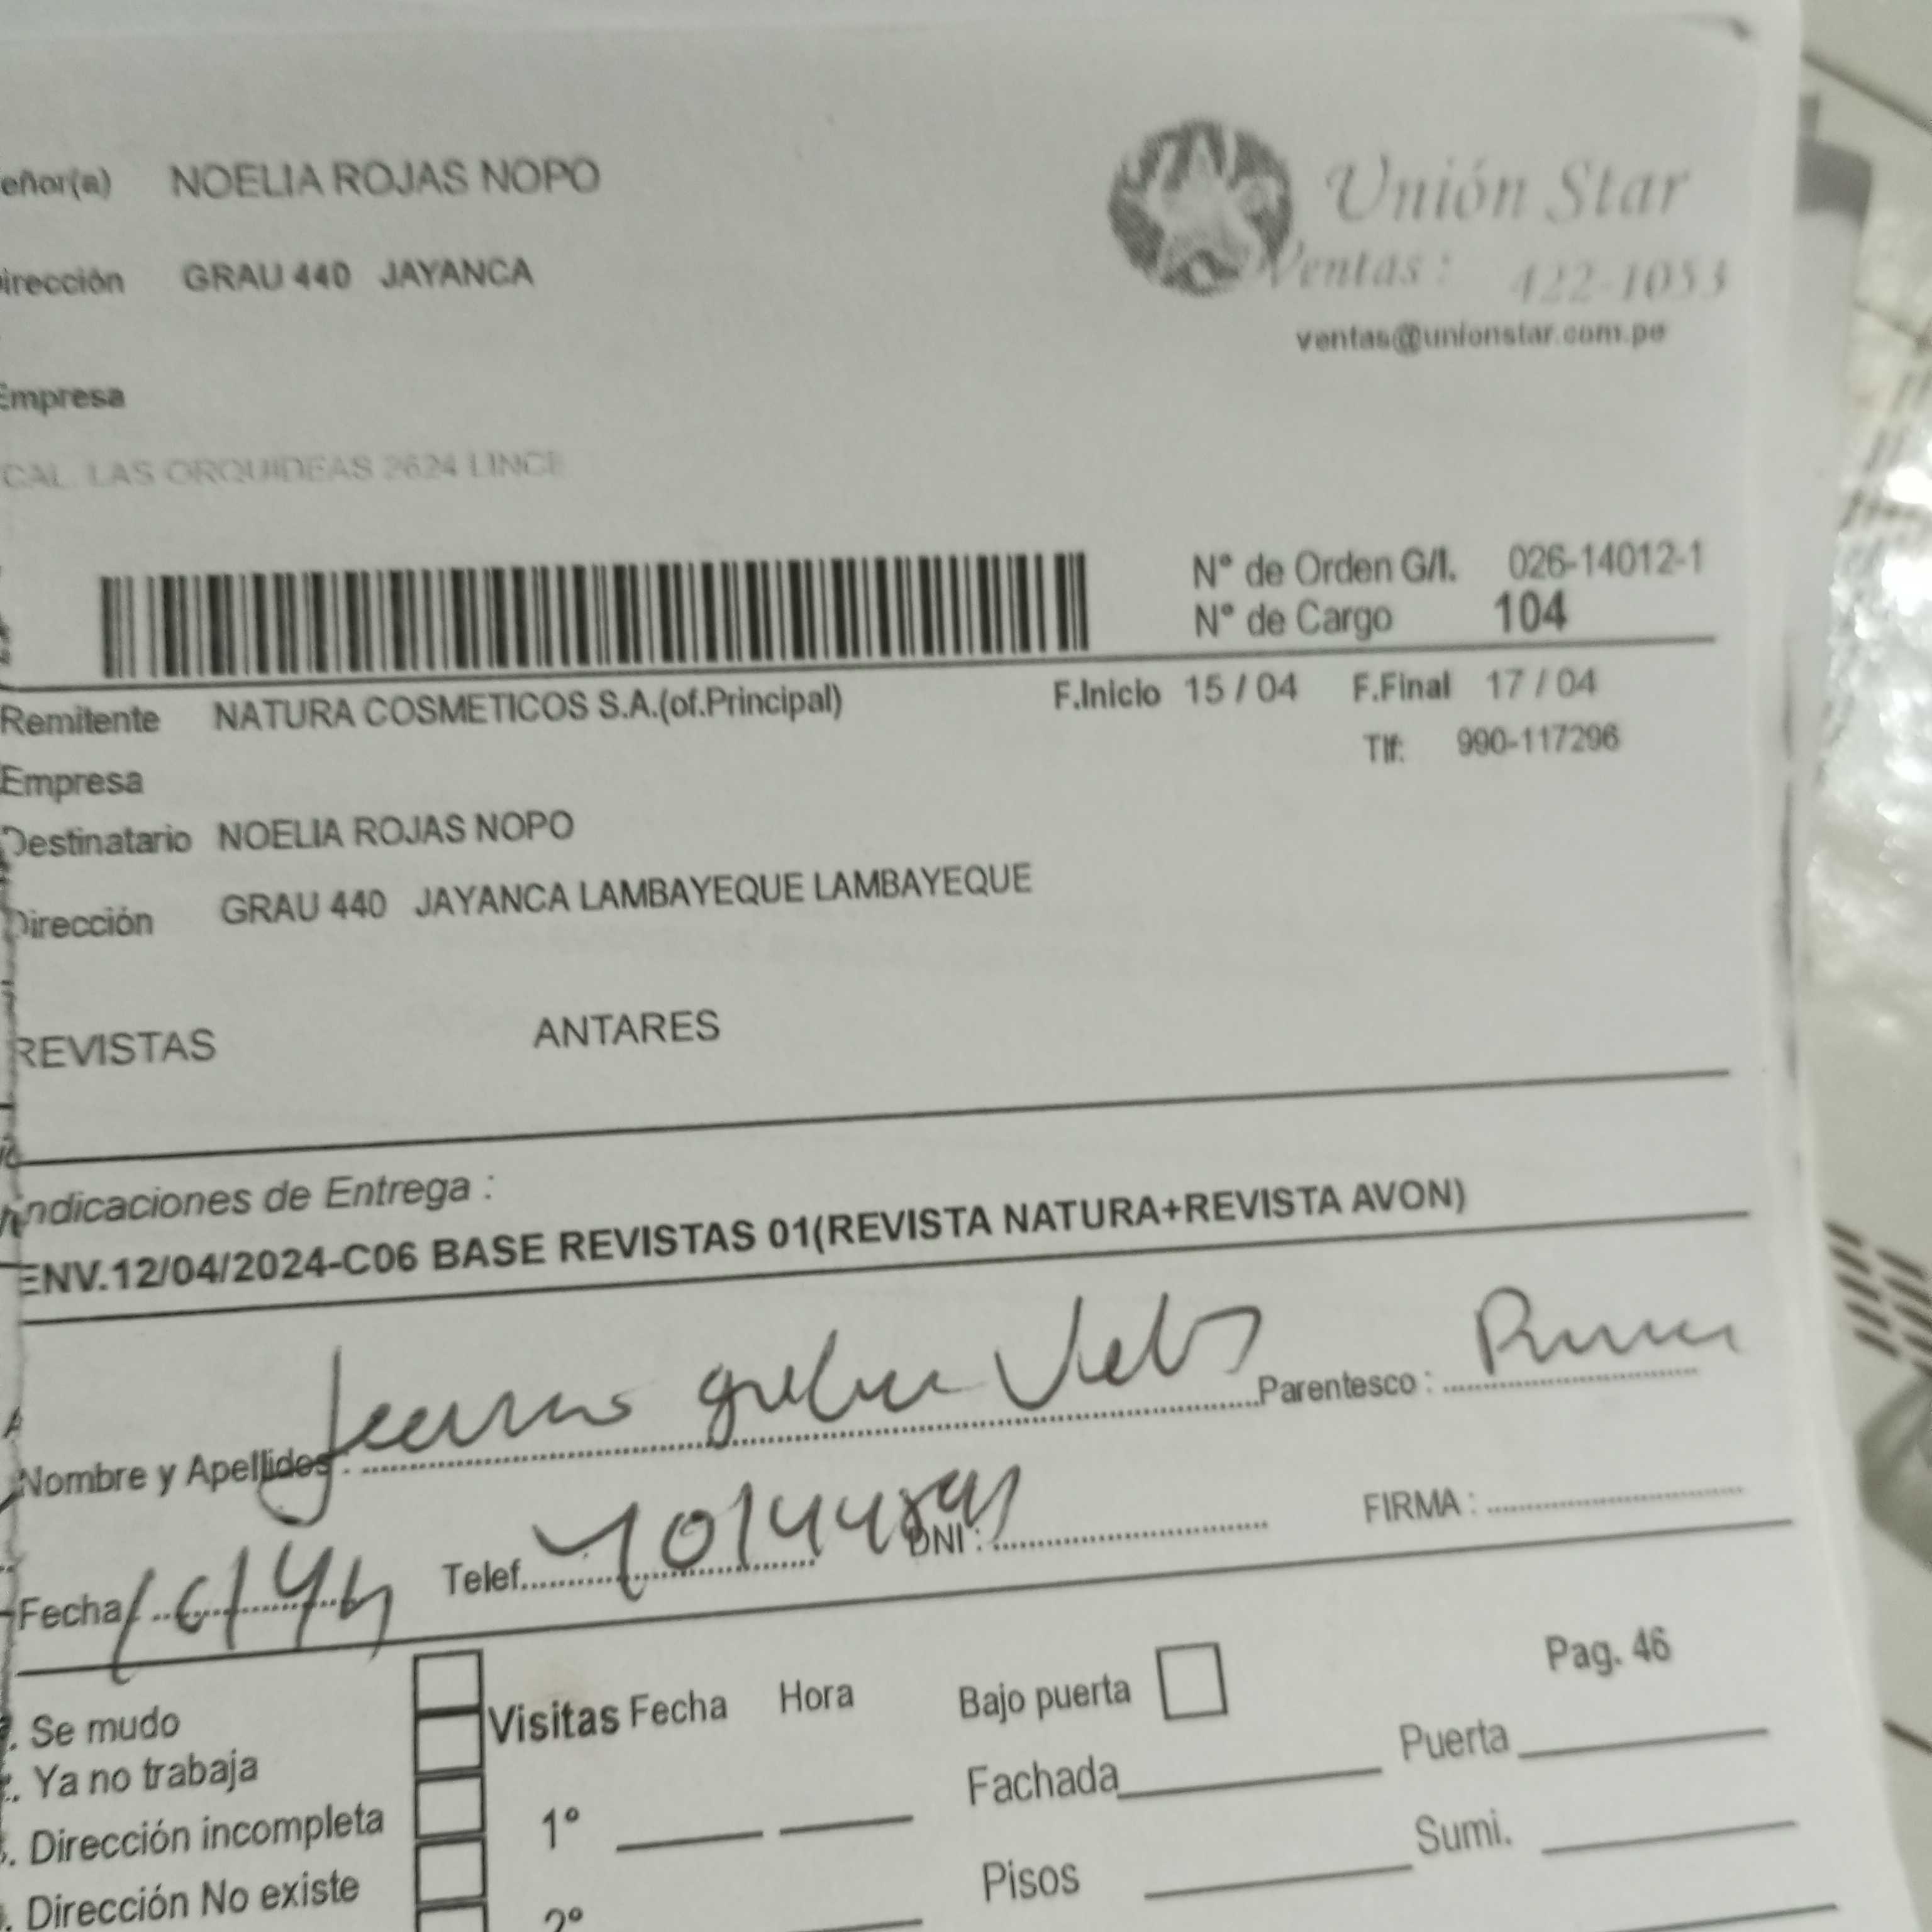 eñor(a) NOELIA ROJAS NOPO
Unión Star
irección GRAU 440 JAYANCA
Ventas : 422-1053
ventas@unionstar.com.pe
Empresa
CAL. LAS ORQUIDEAS 2624 LINCE
N° de Orden G/I. 026-14012-1
N° de Cargo 104
Remitente NATURA COSMETICOS S.A.(of.Principal) F.Inicio 15 / 04 F.Final 17 / 04
Tlf: 990-117296
Empresa
Destinatario NOELIA ROJAS NOPO
Dirección GRAU 440 JAYANCA LAMBAYEQUE LAMBAYEQUE
REVISTAS ANTARES
Indicaciones de Entrega :
ENV.12/04/2024-C06 BASE REVISTAS 01(REVISTA NATURA+REVISTA AVON)
Nombre y Apellidos : Parentesco :
Fecha Telef. DNI : FIRMA :
Pag. 46
. Se mudo Visitas Fecha Hora Bajo puerta
. Ya no trabaja Fachada Puerta
. Dirección incompleta 1° Sumi.
. Dirección No existe 2° Pisos